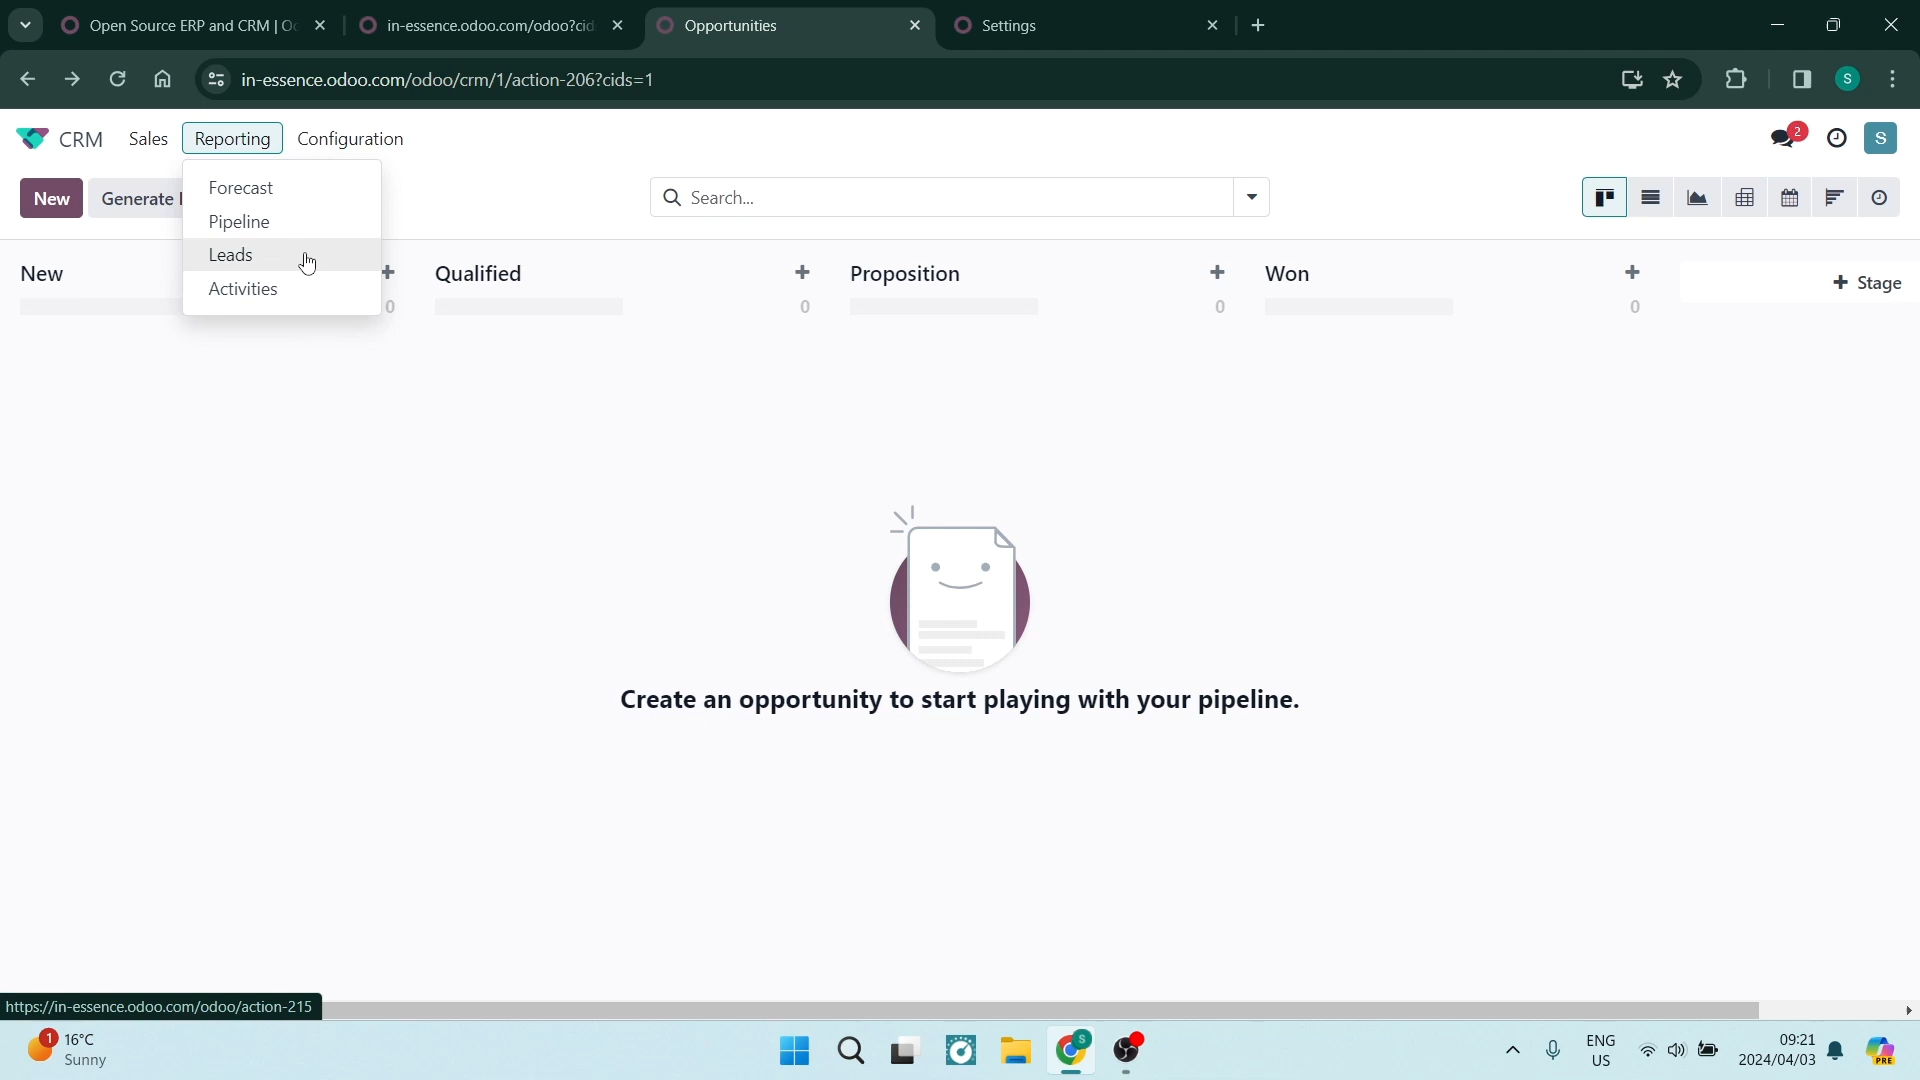 Open Source ERP and CRM | O
in-essence.odoo.com/odoo?cid
Opportunities
Settings
in-essence.odoo.com/odoo/crm/1/action-206?cids=1
S
CRM
Sales
Reporting
Configuration
2
S
New
Generate
Search...
Forecast
Pipeline
Leads
Activities
New
0
Qualified
0
Proposition
0
Won
0
Stage
Create an opportunity to start playing with your pipeline.
https://in-essence.odoo.com/odoo/action-215
1
16°C
Sunny
S
ENG
US
09:21
2024/04/03
PRE